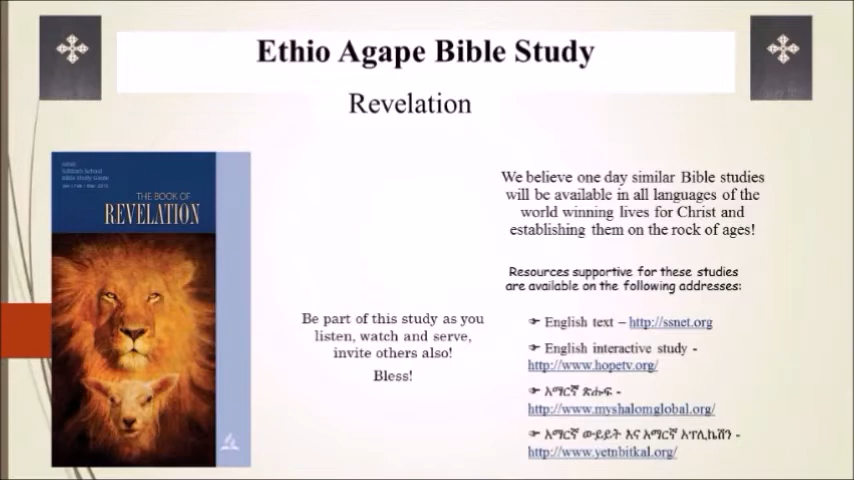 Ethio Agape Bible Study
Revelation
Adult
Sabbath School
Bible Study Guide
THE BOOK OF
REVELATION
Be part of this study as you
listen, watch and serve,
invite others also!
Bless!
We believe one day similar Bible studies
will be available in all languages of the
world winning lives for Christ and
establishing them on the rock of ages!
Resources supportive for these studies
are available on the following addresses:
☞ English text – http://ssnet.org
☞ English interactive study -
http://www.hopetv.org/
☞ አማርኛ ጽሑፍ -
http://www.myshalomglobal.org/
☞ አማርኛ ውይይት እና አማርኛ አፕሊኬሽን -
http://www.yetnbitkal.org/